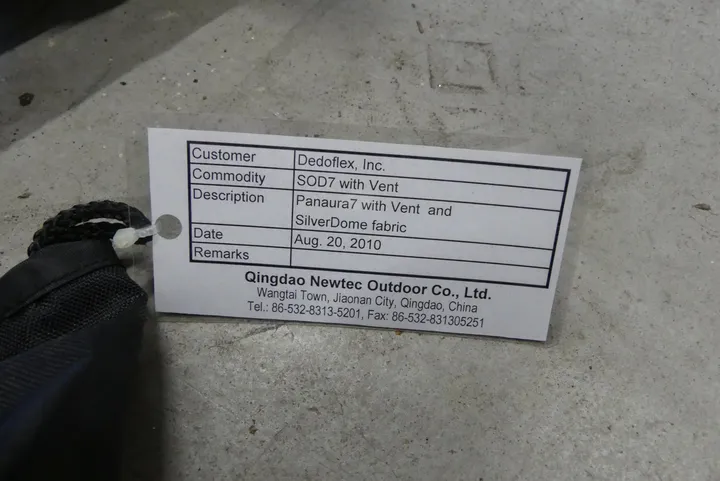 Customer Dedoflex, Inc.
Commodity SOD7 with Vent
Description Panaura7 with Vent and
SilverDome fabric
Date Aug. 20, 2010
Remarks
Qingdao Newtec Outdoor Co., Ltd.
Wangtai Town, Jiaonan City, Qingdao, China
Tel.: 86-532-8313-5201, Fax: 86-532-831305251